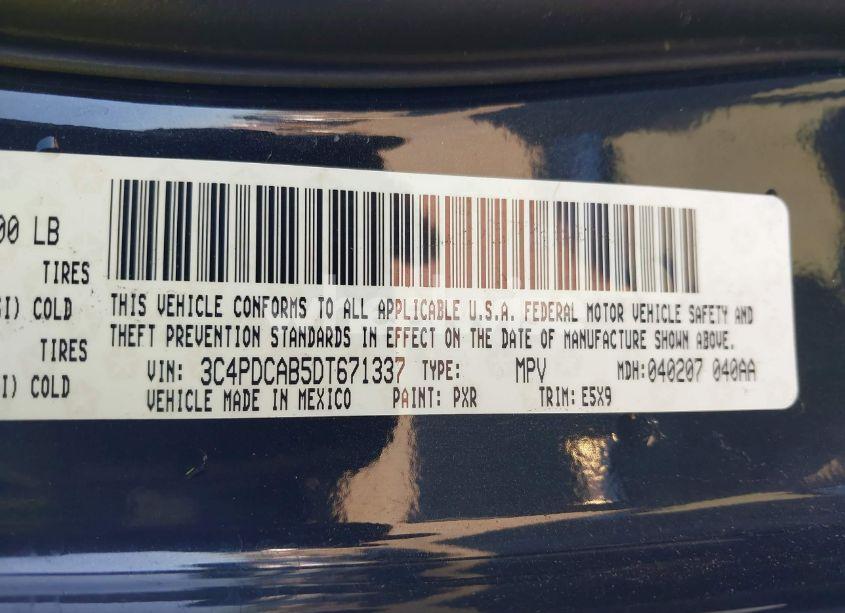 00 LB
TIRES
SI) COLD
TIRES
SI) COLD
THIS VEHICLE CONFORMS TO ALL APPLICABLE U.S.A. FEDERAL MOTOR VEHICLE SAFETY AND
THEFT PREVENTION STANDARDS IN EFFECT ON THE DATE OF MANUFACTURE SHOWN ABOVE.
VIN: 3C4PDCAB5DT671337 TYPE: MPV MDH:040207 040AA
VEHICLE MADE IN MEXICO PAINT: PXR TRIM: E5X9